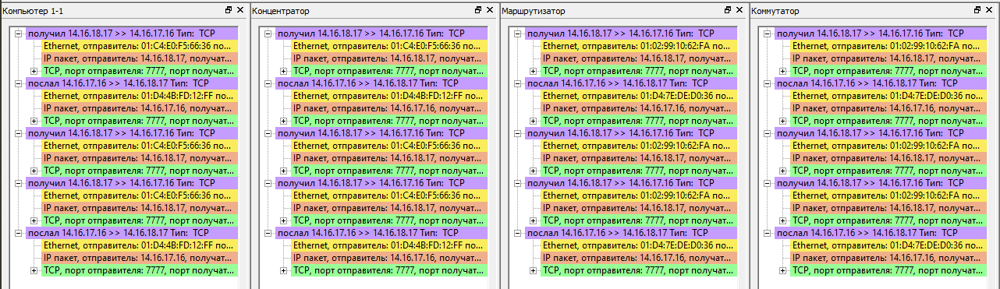 Компьютер 1-1
получил 14.16.18.17 >> 14.16.17.16 Тип: TCP
Ethernet, отправитель: 01:C4:E0:F5:66:36 по...
IP пакет, отправитель: 14.16.18.17, получат...
TCP, порт отправителя: 7777, порт получат...
послал 14.16.17.16 >> 14.16.18.17 Тип: TCP
Ethernet, отправитель: 01:D4:4B:FD:12:FF по...
IP пакет, отправитель: 14.16.17.16, получат...
TCP, порт отправителя: 7777, порт получат...
получил 14.16.18.17 >> 14.16.17.16 Тип: TCP
Ethernet, отправитель: 01:C4:E0:F5:66:36 по...
IP пакет, отправитель: 14.16.18.17, получат...
TCP, порт отправителя: 7777, порт получат...
получил 14.16.18.17 >> 14.16.17.16 Тип: TCP
Ethernet, отправитель: 01:C4:E0:F5:66:36 по...
IP пакет, отправитель: 14.16.18.17, получат...
TCP, порт отправителя: 7777, порт получат...
послал 14.16.17.16 >> 14.16.18.17 Тип: TCP
Ethernet, отправитель: 01:D4:4B:FD:12:FF по...
IP пакет, отправитель: 14.16.17.16, получат...
TCP, порт отправителя: 7777, порт получат...
Концентратор
получил 14.16.18.17 >> 14.16.17.16 Тип: TCP
Ethernet, отправитель: 01:C4:E0:F5:66:36 по...
IP пакет, отправитель: 14.16.18.17, получат...
TCP, порт отправителя: 7777, порт получат...
послал 14.16.17.16 >> 14.16.18.17 Тип: TCP
Ethernet, отправитель: 01:D4:4B:FD:12:FF по...
IP пакет, отправитель: 14.16.17.16, получат...
TCP, порт отправителя: 7777, порт получат...
получил 14.16.18.17 >> 14.16.17.16 Тип: TCP
Ethernet, отправитель: 01:C4:E0:F5:66:36 по...
IP пакет, отправитель: 14.16.18.17, получат...
TCP, порт отправителя: 7777, порт получат...
получил 14.16.18.17 >> 14.16.17.16 Тип: TCP
Ethernet, отправитель: 01:C4:E0:F5:66:36 по...
IP пакет, отправитель: 14.16.18.17, получат...
TCP, порт отправителя: 7777, порт получат...
послал 14.16.17.16 >> 14.16.18.17 Тип: TCP
Ethernet, отправитель: 01:D4:4B:FD:12:FF по...
IP пакет, отправитель: 14.16.17.16, получат...
TCP, порт отправителя: 7777, порт получат...
Маршрутизатор
получил 14.16.18.17 >> 14.16.17.16 Тип: TCP
Ethernet, отправитель: 01:02:99:10:62:FA по...
IP пакет, отправитель: 14.16.18.17, получат...
TCP, порт отправителя: 7777, порт получат...
послал 14.16.17.16 >> 14.16.18.17 Тип: TCP
Ethernet, отправитель: 01:D4:7E:DE:D0:36 по...
IP пакет, отправитель: 14.16.17.16, получат...
TCP, порт отправителя: 7777, порт получат...
получил 14.16.18.17 >> 14.16.17.16 Тип: TCP
Ethernet, отправитель: 01:02:99:10:62:FA по...
IP пакет, отправитель: 14.16.18.17, получат...
TCP, порт отправителя: 7777, порт получат...
получил 14.16.18.17 >> 14.16.17.16 Тип: TCP
Ethernet, отправитель: 01:02:99:10:62:FA по...
IP пакет, отправитель: 14.16.18.17, получат...
TCP, порт отправителя: 7777, порт получат...
послал 14.16.17.16 >> 14.16.18.17 Тип: TCP
Ethernet, отправитель: 01:D4:7E:DE:D0:36 по...
IP пакет, отправитель: 14.16.17.16, получат...
TCP, порт отправителя: 7777, порт получат...
Коммутатор
получил 14.16.18.17 >> 14.16.17.16 Тип: TCP
Ethernet, отправитель: 01:02:99:10:62:FA по...
IP пакет, отправитель: 14.16.18.17, получат...
TCP, порт отправителя: 7777, порт получат...
послал 14.16.17.16 >> 14.16.18.17 Тип: TCP
Ethernet, отправитель: 01:D4:7E:DE:D0:36 по...
IP пакет, отправитель: 14.16.17.16, получат...
TCP, порт отправителя: 7777, порт получат...
получил 14.16.18.17 >> 14.16.17.16 Тип: TCP
Ethernet, отправитель: 01:02:99:10:62:FA по...
IP пакет, отправитель: 14.16.18.17, получат...
TCP, порт отправителя: 7777, порт получат...
получил 14.16.18.17 >> 14.16.17.16 Тип: TCP
Ethernet, отправитель: 01:02:99:10:62:FA по...
IP пакет, отправитель: 14.16.18.17, получат...
TCP, порт отправителя: 7777, порт получат...
послал 14.16.17.16 >> 14.16.18.17 Тип: TCP
Ethernet, отправитель: 01:D4:7E:DE:D0:36 по...
IP пакет, отправитель: 14.16.17.16, получат...
TCP, порт отправителя: 7777, порт получат...